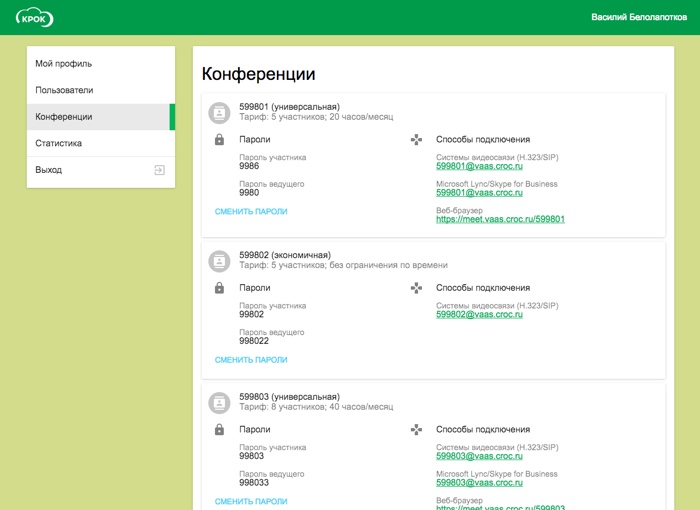 КРОК
Василий Белолапотков
Мой профиль
Пользователи
Конференции
Статистика
Выход
Конференции
599801 (универсальная)
Тариф: 5 участников; 20 часов/месяц
Пароли
Пароль участника
9986
Пароль ведущего
9980
СМЕНИТЬ ПАРОЛИ
Способы подключения
Системы видеосвязи (H.323/SIP)
599801@vaas.croc.ru
Microsoft Lync/Skype for Business
599801@vaas.croc.ru
Веб-браузер
https://meet.vaas.croc.ru/599801
599802 (экономичная)
Тариф: 5 участников; без ограничения по времени
Пароли
Пароль участника
99802
Пароль ведущего
998022
СМЕНИТЬ ПАРОЛИ
Способы подключения
Системы видеосвязи (H.323/SIP)
599802@vaas.croc.ru
599803 (универсальная)
Тариф: 8 участников; 40 часов/месяц
Пароли
Пароль участника
99803
Пароль ведущего
998033
СМЕНИТЬ ПАРОЛИ
Способы подключения
Системы видеосвязи (H.323/SIP)
599803@vaas.croc.ru
Microsoft Lync/Skype for Business
599803@vaas.croc.ru
Веб-браузер
https://meet.vaas.croc.ru/599803